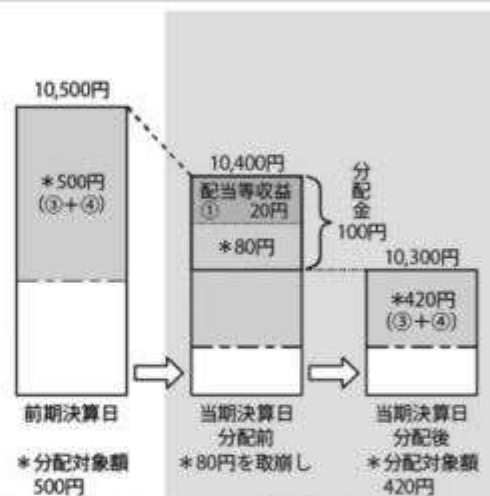 10,500円
*500円
(③+④)
10,400円
配当等収益
① 20円
*80円
分配金
100円
10,300円
*420円
(③+④)
前期決算日
*分配対象額
500円
当期決算日
分配前
*80円を取崩し
当期決算日
分配後
*分配対象額
420円